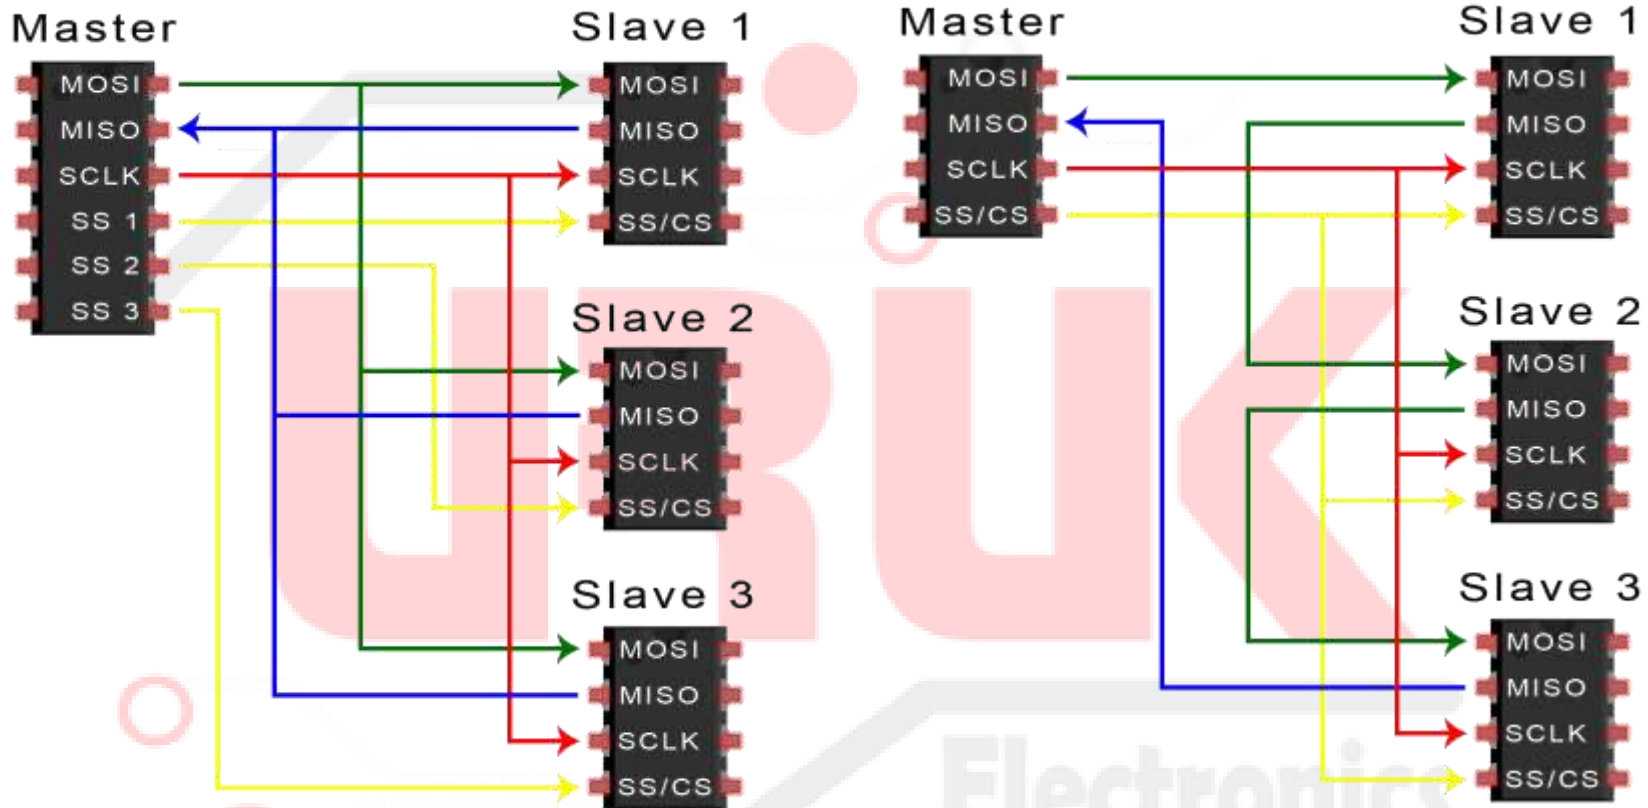 Master
MOSI
MISO
SCLK
SS 1
SS 2
SS 3
Slave 1
MOSI
MISO
SCLK
SS/CS
Slave 2
MOSI
MISO
SCLK
SS/CS
Slave 3
MOSI
MISO
SCLK
SS/CS
Master
MOSI
MISO
SCLK
SS/CS
Slave 1
MOSI
MISO
SCLK
SS/CS
Slave 2
MOSI
MISO
SCLK
SS/CS
Slave 3
MOSI
MISO
SCLK
SS/CS
URUK
Electronics